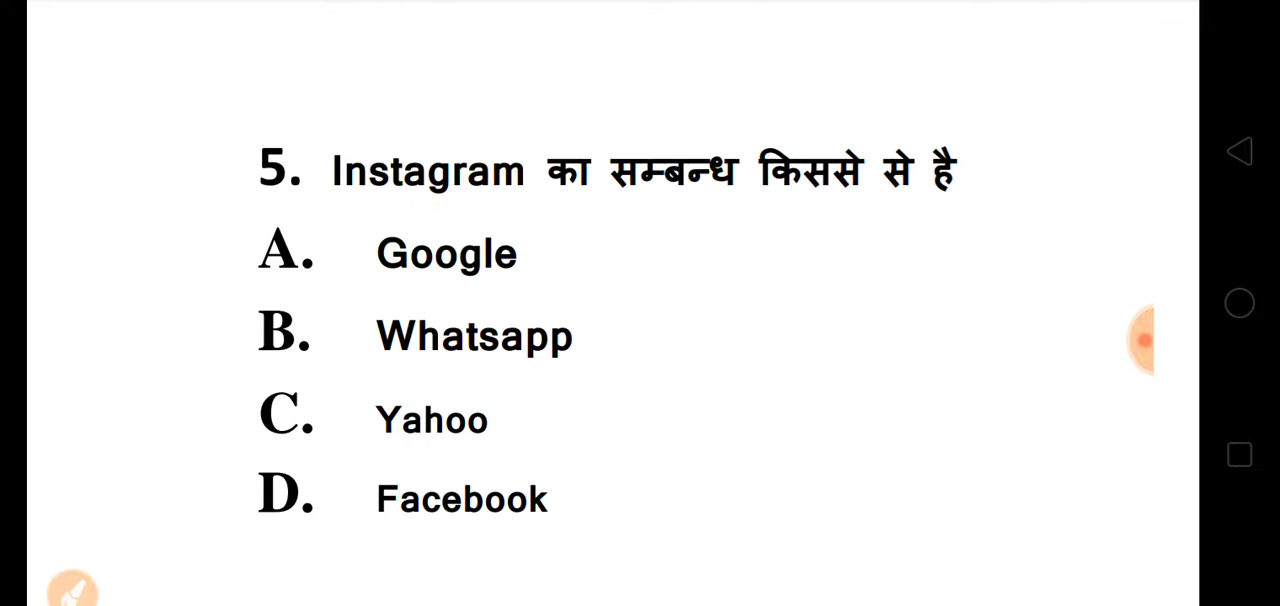 5. Instagram का सम्बन्ध किससे से है
A. Google
B. Whatsapp
C. Yahoo
D. Facebook